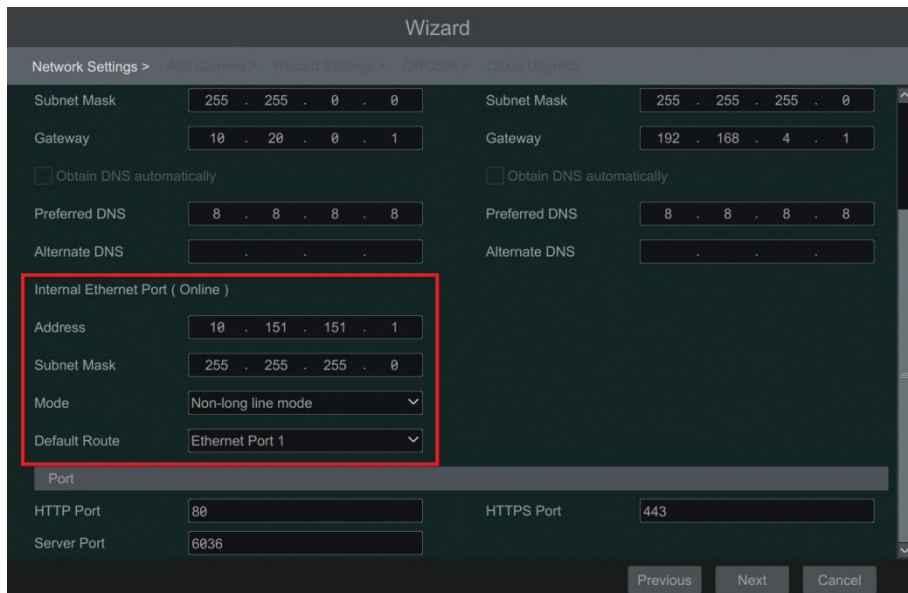 Wizard
Network Settings > Add Camera > Record Settings > QRCode > Cloud Upgrade
Subnet Mask 255 . 255 . 0 . 0 Subnet Mask 255 . 255 . 255 . 0
Gateway 10 . 20 . 0 . 1 Gateway 192 . 168 . 4 . 1
Obtain DNS automatically Obtain DNS automatically
Preferred DNS 8 . 8 . 8 . 8 Preferred DNS 8 . 8 . 8 . 8
Alternate DNS . . . Alternate DNS . . .
Internal Ethernet Port ( Online )
Address 10 . 151 . 151 . 1
Subnet Mask 255 . 255 . 255 . 0
Mode Non-long line mode
Default Route Ethernet Port 1
Port
HTTP Port 80 HTTPS Port 443
Server Port 6036
Previous Next Cancel